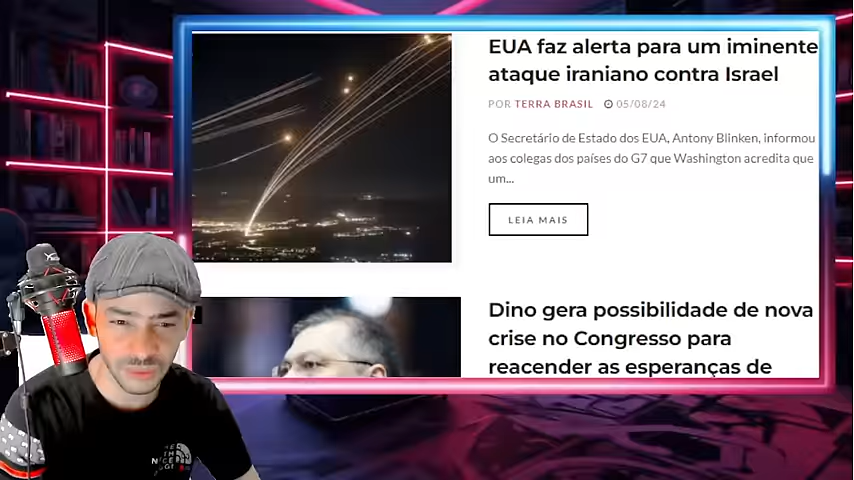 EUA faz alerta para um iminente
ataque iraniano contra Israel
POR TERRA BRASIL 05/08/24
O Secretário de Estado dos EUA, Antony Blinken, informou
aos colegas dos países do G7 que Washington acredita que
um...
LEIA MAIS
Dino gera possibilidade de nova
crise no Congresso para
reacender as esperanças de